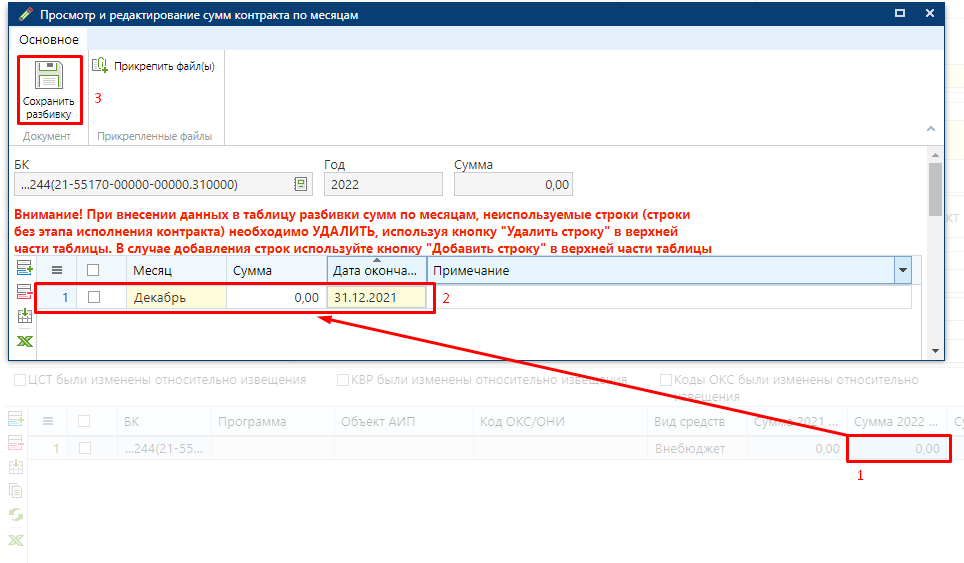 Просмотр и редактирование сумм контракта по месяцам
Основное
Сохранить
разбивку
Прикрепить файл(ы)
3
Документ
Прикрепленные файлы
БК
Год
Сумма
...244(21-55170-00000-00000.310000)
2022
0,00
Внимание! При внесении данных в таблицу разбивки сумм по месяцам, неиспользуемые строки (строки
без этапа исполнения контракта) необходимо УДАЛИТЬ, используя кнопку "Удалить строку" в верхней
части таблицы. В случае добавления строк используйте кнопку "Добавить строку" в верхней части таблицы
Месяц
Сумма
Дата оконча...
Примечание
1
Декабрь
0,00
31.12.2021
2
кт
ЦСТ были изменены относительно извещения
КВР были изменены относительно извещения
Коды ОКС были изменены относительно
извещения
БК
Программа
Объект АИП
Код ОКС/ОНИ
Вид средств
Сумма 2021 ...
Сумма 2022 ...
Су
1
...244(21-55...
Внебюджет
0,00
0,00
1